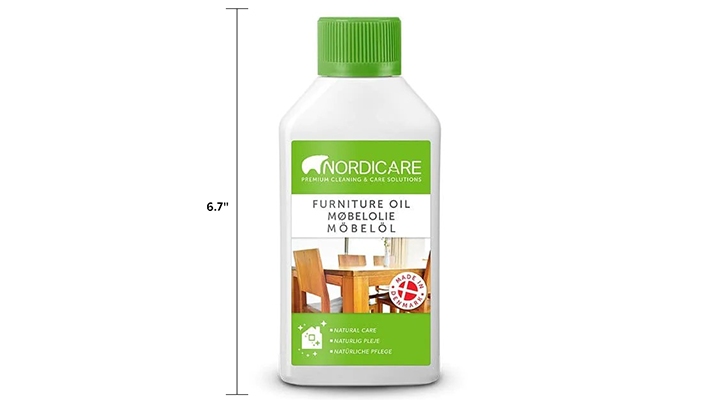 6.7"
NORDICARE
PREMIUM CLEANING & CARE SOLUTIONS
FURNITURE OIL
MØBELOLIE
MÖBELÖL
MADE IN
DENMARK
• NATURAL CARE
• NATURLIG FLEJE
• NATÜRLICHE PFLEGE